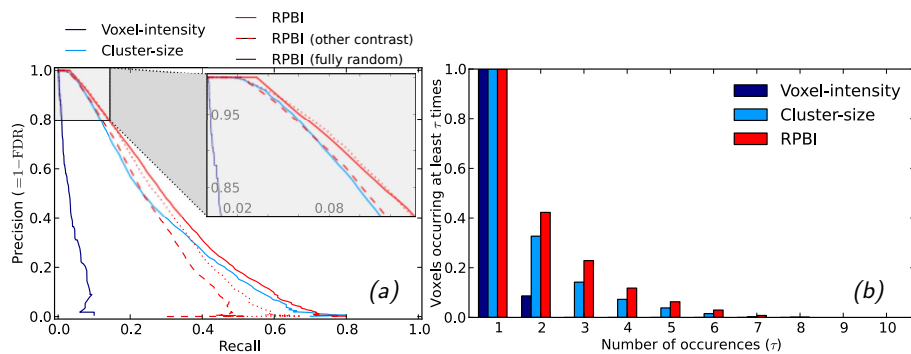 Voxel-intensity
Cluster-size
RPBI
RPBI (other contrast)
RPBI (fully random)
1.0
0.8
0.6
0.4
0.2
0.0
Precision (=1−FDR)
0.95
0.85
0.02 0.08
(a)
0.0 0.2 0.4 0.6 0.8 1.0
Recall
1.0
0.8
0.6
0.4
0.2
0.0
Voxels occurring at least τ times
Voxel-intensity
Cluster-size
RPBI
(b)
1 2 3 4 5 6 7 8 9 10
Number of occurences (τ)